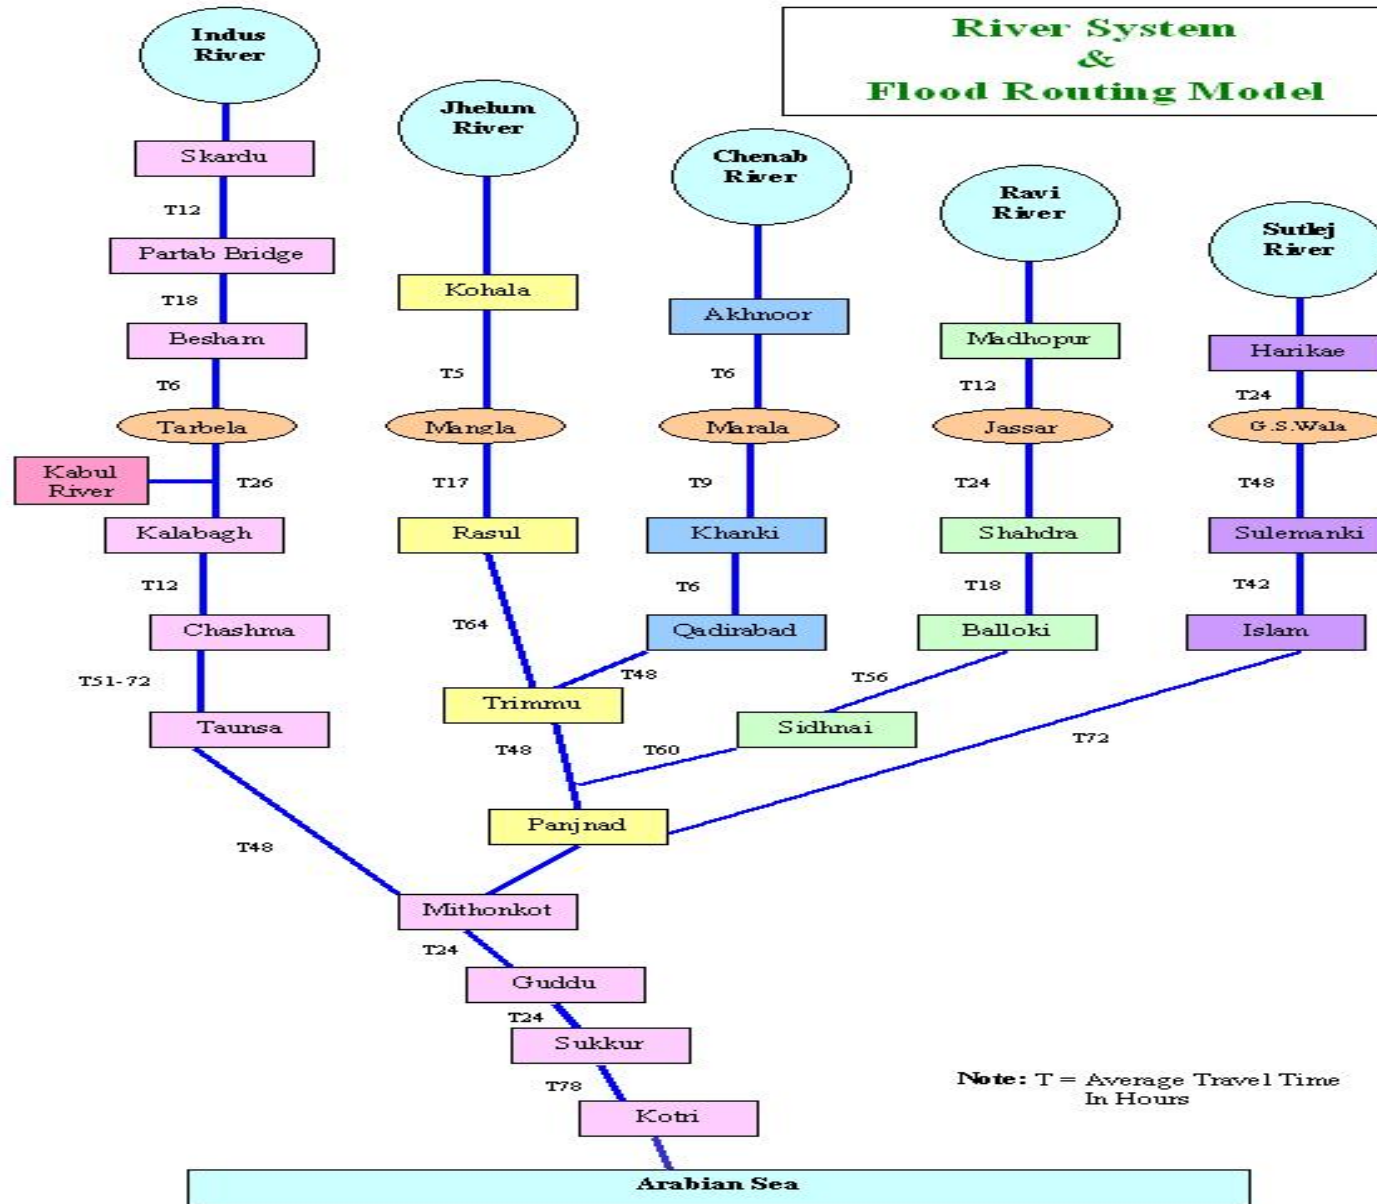 River System
&
Flood Routing Model
Indus
River
Jhelum
River
Chenab
River
Ravi
River
Sutlej
River
Skardu
T12
Partab Bridge
T18
Besham
T6
Tarbela
Kabul
River
T26
Kalabagh
T12
Chashma
T51-72
Taunsa
T48
Kohala
T5
Mangla
T17
Rasul
T64
Trimmu
T48
Akhnoor
T6
Marala
T9
Khanki
T6
Qadirabad
T48
Madhopur
T12
Jassar
T24
Shahdra
T18
Balloki
T56
Sidhnai
T60
Harikae
T24
G.S.Wala
T48
Sulemanki
T42
Islam
T72
Panjnad
Mithonkot
T24
Guddu
T24
Sukkur
T78
Kotri
Note: T = Average Travel Time
In Hours
Arabian Sea